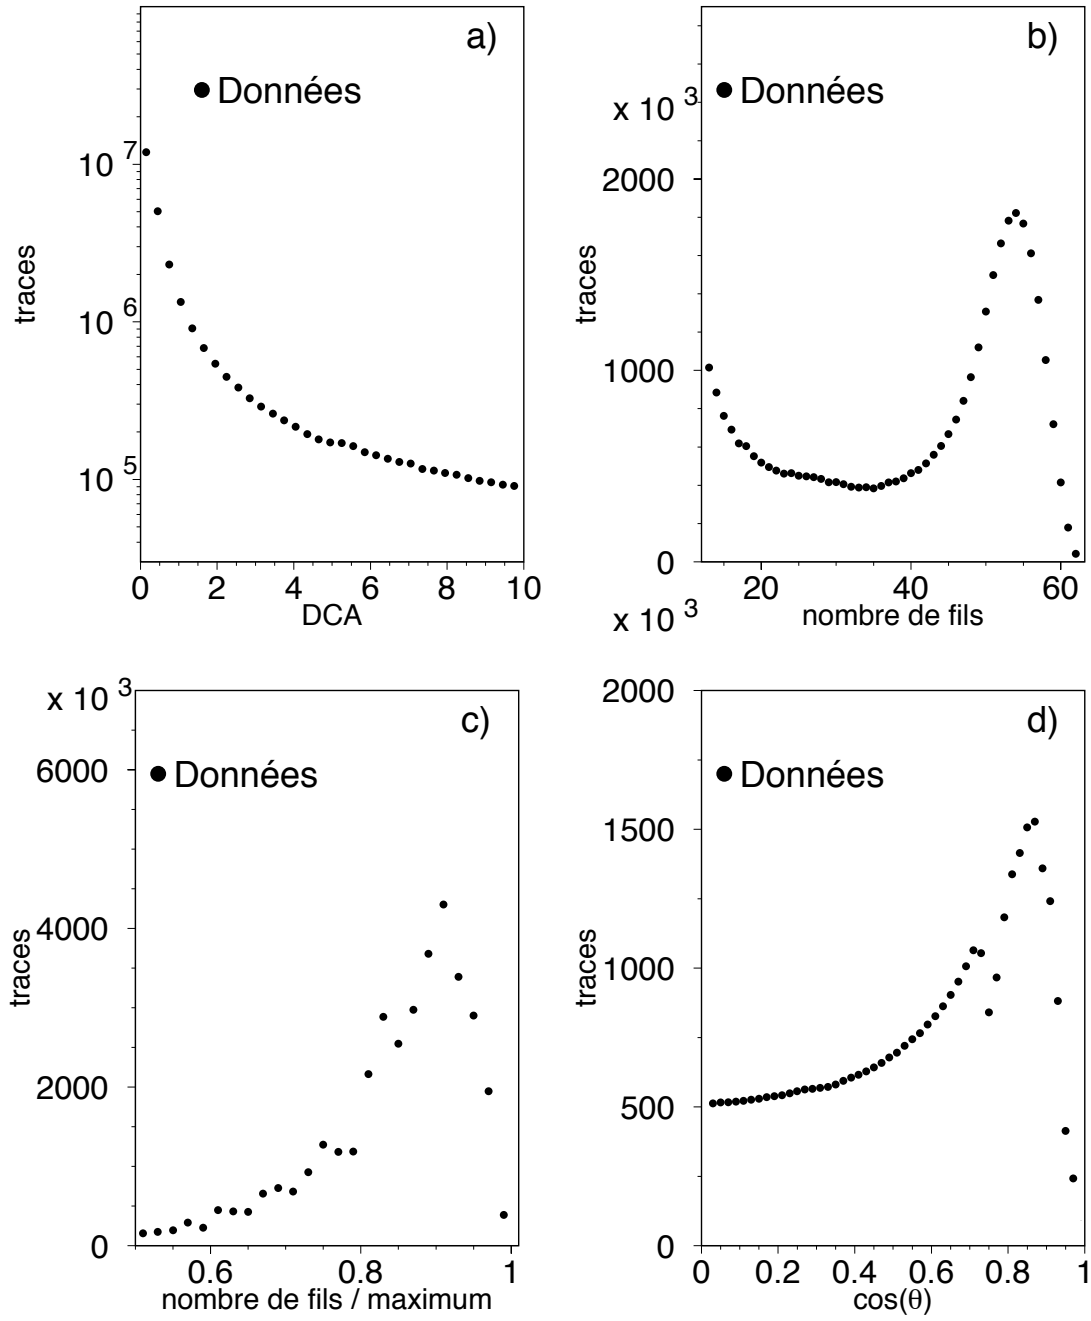 a)
● Données
10 7
10 6
10 5
traces
0 2 4 6 8 10
DCA
b)
x 10 3
● Données
2000
1000
0
traces
20 40 60
nombre de fils
c)
x 10 3
● Données
6000
4000
2000
0
traces
0.6 0.8 1
nombre de fils / maximum
d)
x 10 3
● Données
2000
1500
1000
500
0
traces
0 0.2 0.4 0.6 0.8 1
cos(θ)